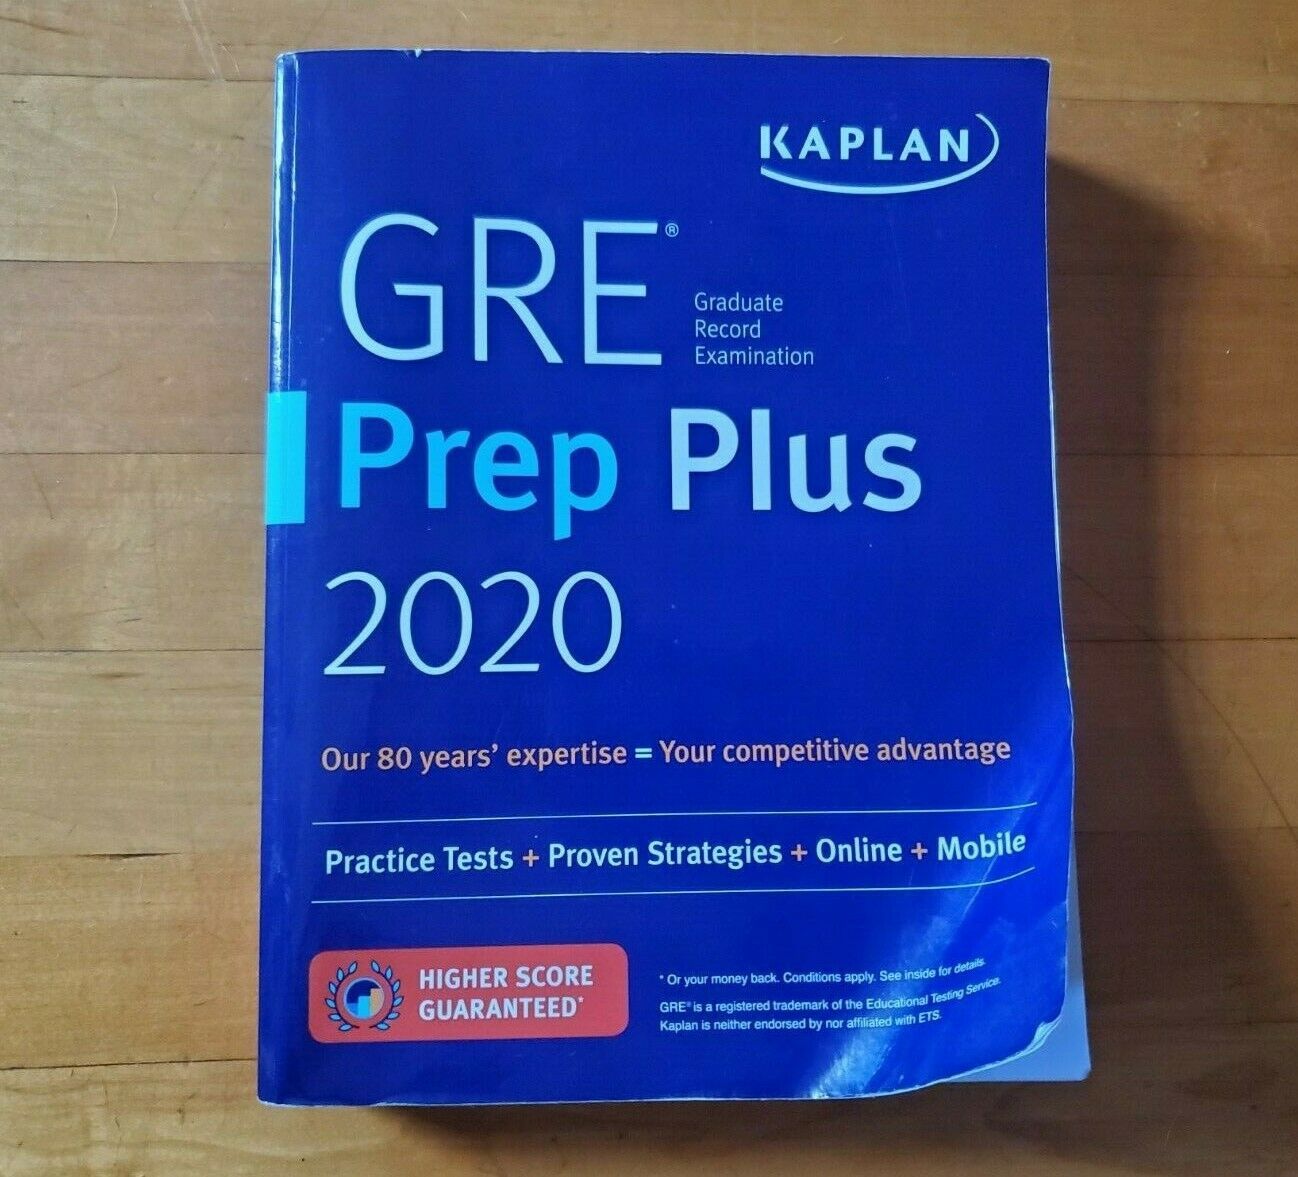 KAPLAN
GRE®
Graduate
Record
Examination
Prep Plus
2020
Our 80 years’ expertise = Your competitive advantage
Practice Tests + Proven Strategies + Online + Mobile
HIGHER SCORE
GUARANTEED*
* Or your money back. Conditions apply. See inside for details.
GRE® is a registered trademark of the Educational Testing Service.
Kaplan is neither endorsed by nor affiliated with ETS.